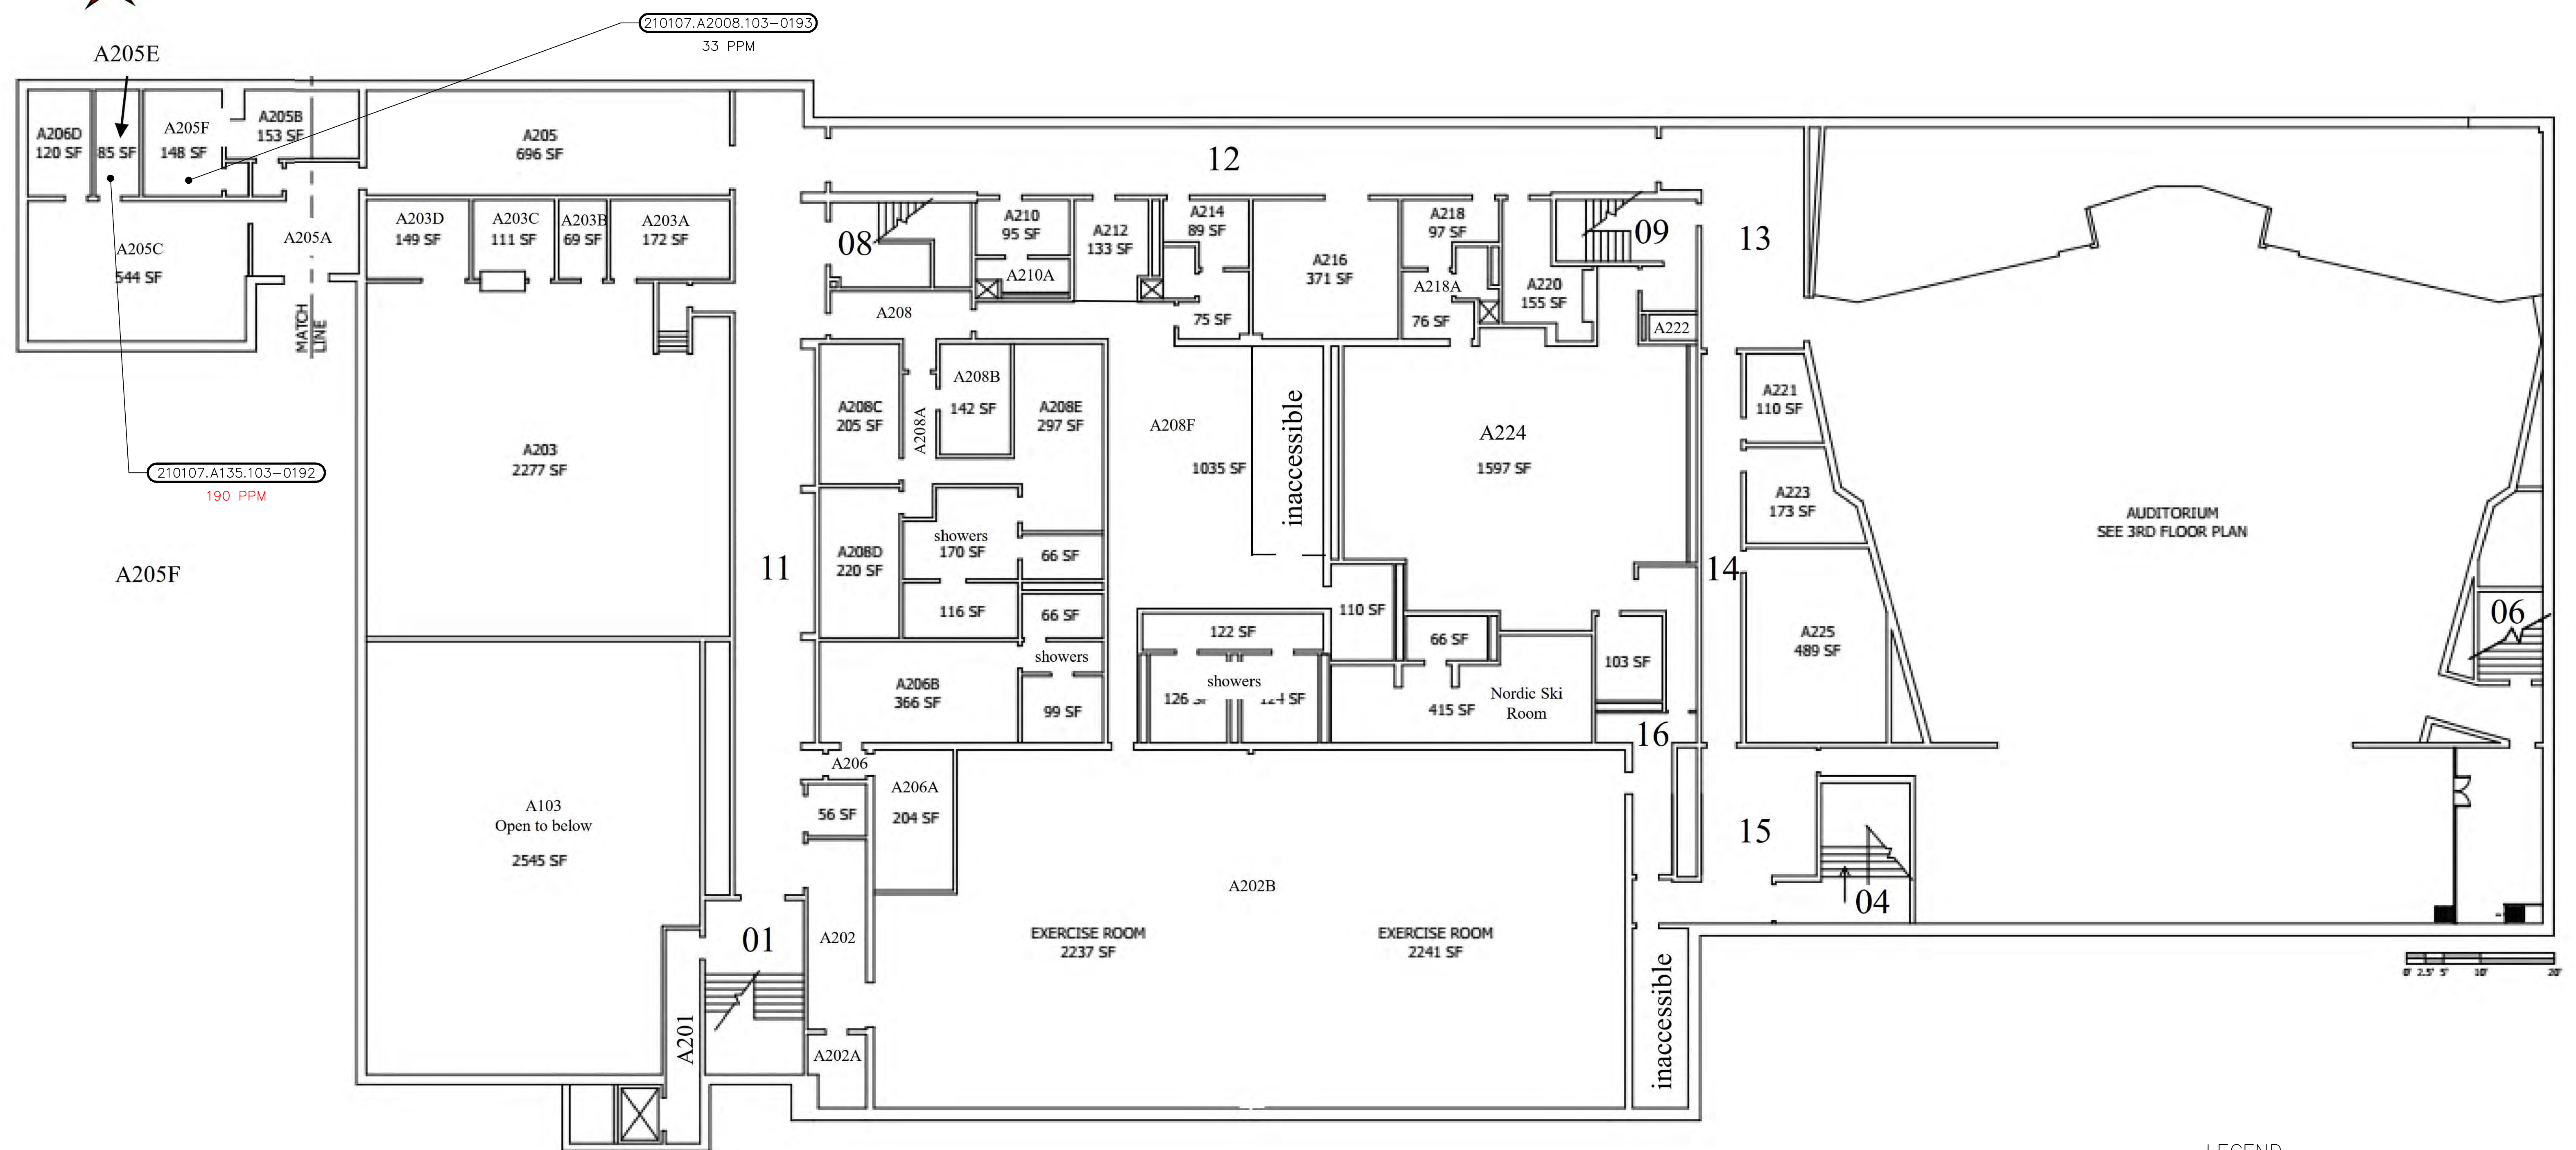 210107.A2008.103-0193
33 PPM
A205E
A206D
120 SF
85 SF
A205F
148 SF
A205B
153 SF
A205
696 SF
12
13
A205C
544 SF
A205A
MATCH
LINE
A203D
149 SF
A203C
111 SF
A203B
69 SF
A203A
172 SF
08
A210
95 SF
A210A
A212
133 SF
A214
89 SF
75 SF
A216
371 SF
A218
97 SF
A218A
76 SF
A220
155 SF
09
A222
A208
A208C
205 SF
A208A
A208B
142 SF
A208E
297 SF
A208F
1035 SF
inaccessible
A224
1597 SF
A221
110 SF
A223
173 SF
A203
2277 SF
210107.A135.103-0192
190 PPM
A205F
11
A208D
220 SF
showers
170 SF
66 SF
116 SF
66 SF
showers
99 SF
A206B
366 SF
122 SF
showers
126
SF
110 SF
66 SF
415 SF
Nordic Ski
Room
103 SF
14
A225
489 SF
AUDITORIUM
SEE 3RD FLOOR PLAN
06
16
A206
A206A
204 SF
56 SF
A103
Open to below
2545 SF
A202B
15
04
01
A202
EXERCISE ROOM
2237 SF
EXERCISE ROOM
2241 SF
inaccessible
A201
A202A
0' 2.5' 5' 10' 20'
LEGEND